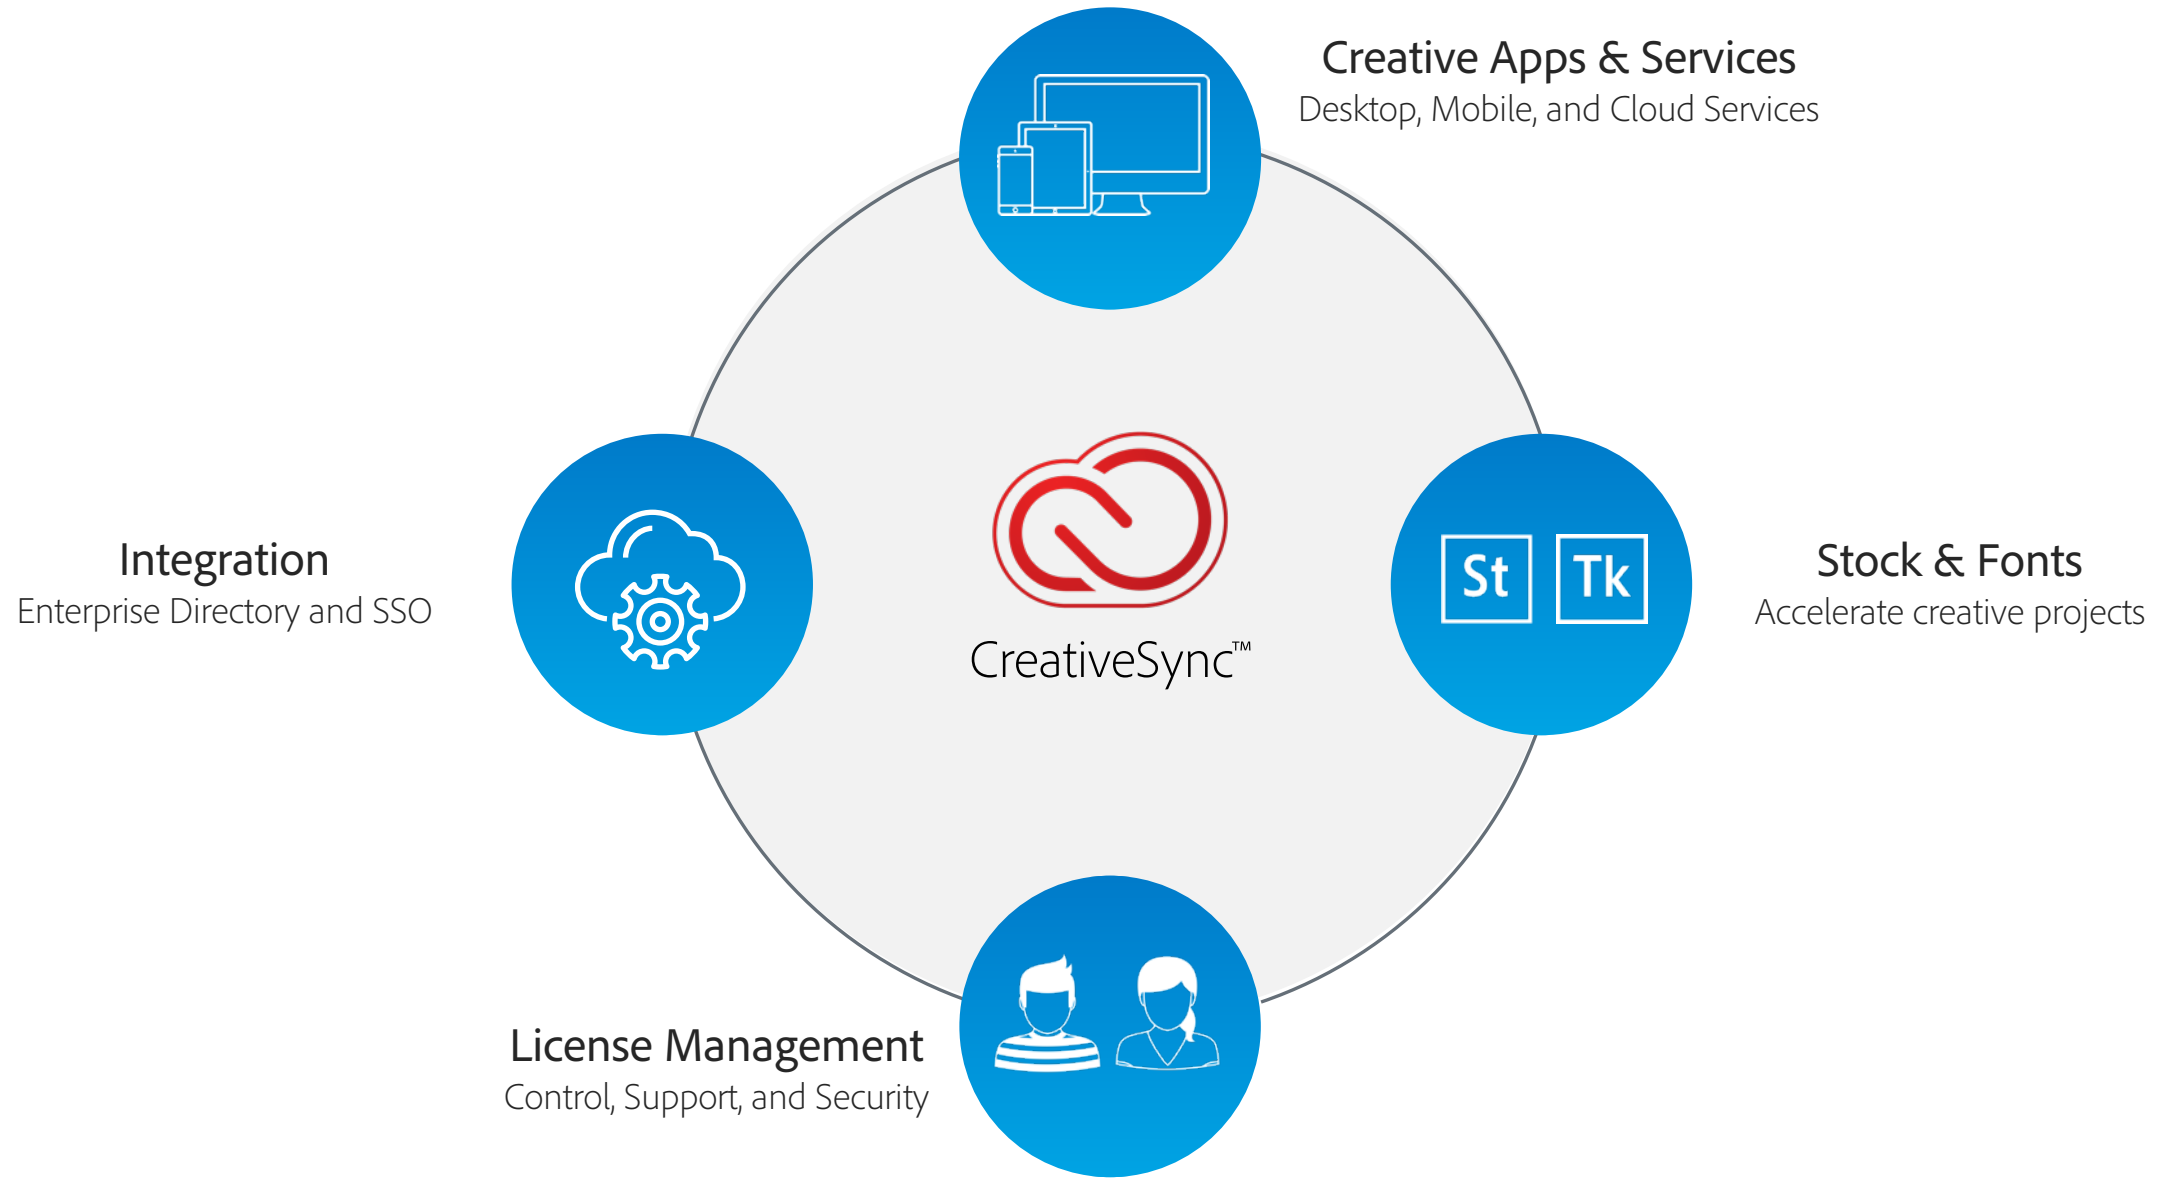 Creative Apps & Services
Desktop, Mobile, and Cloud Services
Integration
Enterprise Directory and SSO
CreativeSync™
St Tk
Stock & Fonts
Accelerate creative projects
License Management
Control, Support, and Security